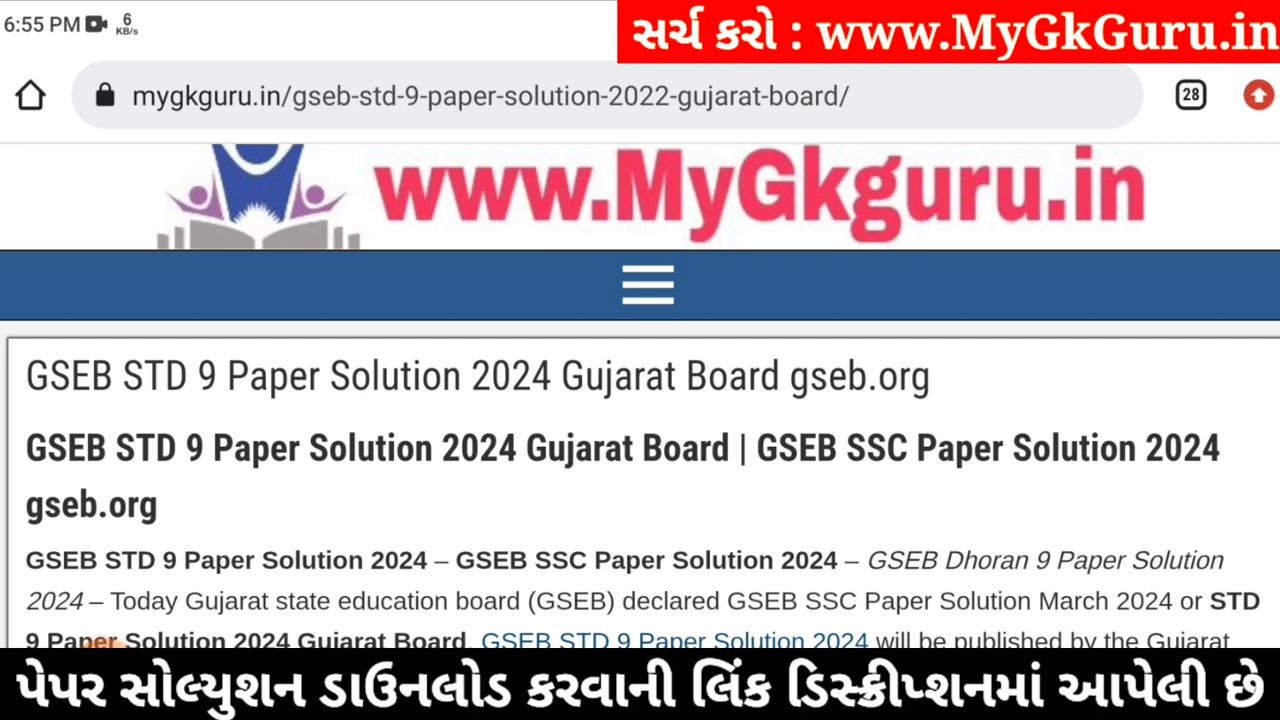 6:55 PM 6 KB/s
સર્ચ કરો : www.MyGkGuru.in
mygkguru.in/gseb-std-9-paper-solution-2022-gujarat-board/
28
www.MyGkguru.in
GSEB STD 9 Paper Solution 2024 Gujarat Board gseb.org
GSEB STD 9 Paper Solution 2024 Gujarat Board | GSEB SSC Paper Solution 2024
gseb.org
GSEB STD 9 Paper Solution 2024 – GSEB SSC Paper Solution 2024 – GSEB Dhoran 9 Paper Solution
2024 – Today Gujarat state education board (GSEB) declared GSEB SSC Paper Solution March 2024 or STD
9 Paper Solution 2024 Gujarat Board. GSEB STD 9 Paper Solution 2024 will be published by the Gujarat
પેપર સોલ્યુશન ડાઉનલોડ કરવાની લિંક ડિસ્ક્રીપ્શનમાં આપેલી છે